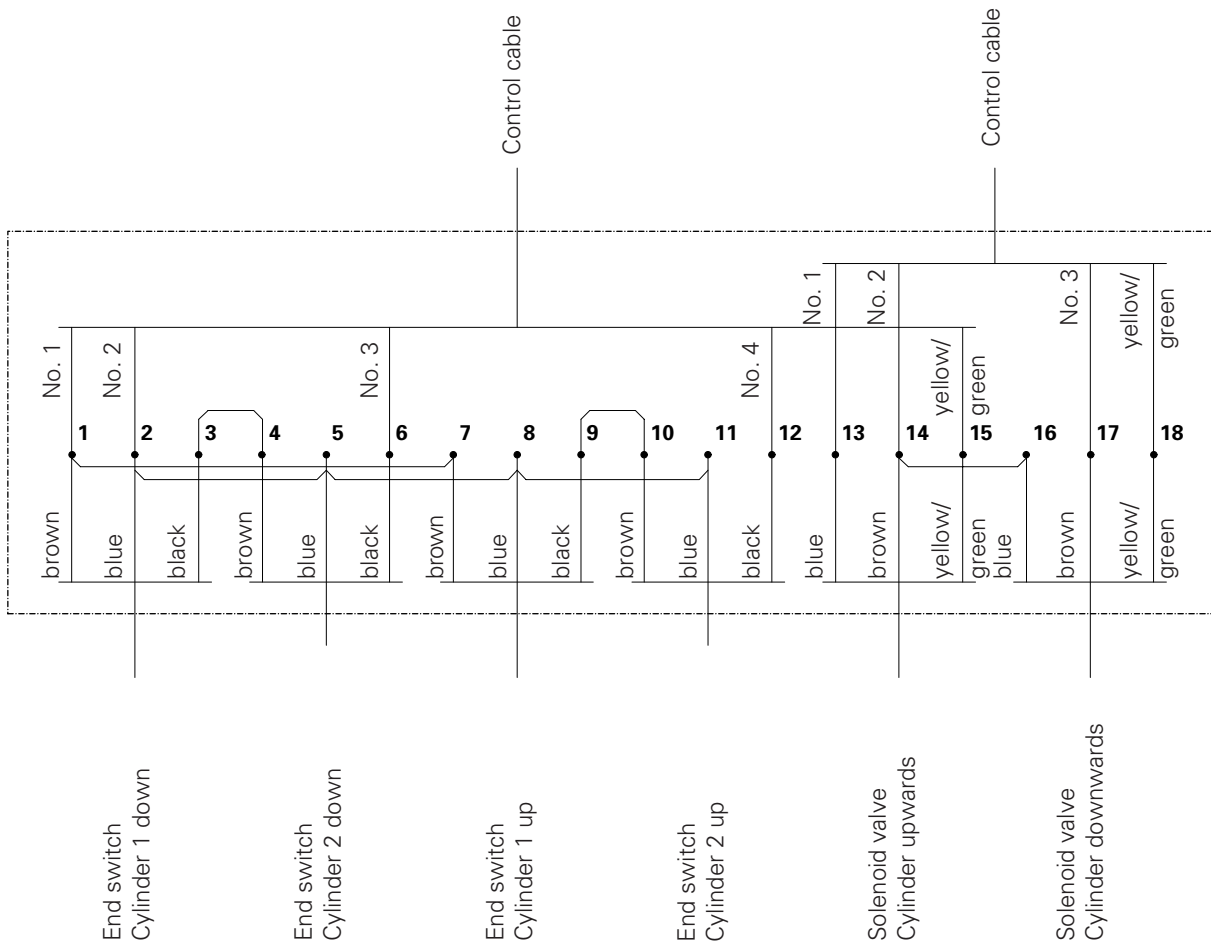 Control cable
Control cable
No. 1
No. 2
No. 3
No. 4
yellow/
green
No. 1
No. 2
No. 3
yellow/
green
1
2
3
4
5
6
7
8
9
10
11
12
13
14
15
16
17
18
brown
blue
black
brown
blue
black
brown
blue
black
brown
blue
black
blue
brown
yellow/
green
blue
brown
yellow/
green
End switch
Cylinder 1 down
End switch
Cylinder 2 down
End switch
Cylinder 1 up
End switch
Cylinder 2 up
Solenoid valve
Cylinder upwards
Solenoid valve
Cylinder downwards